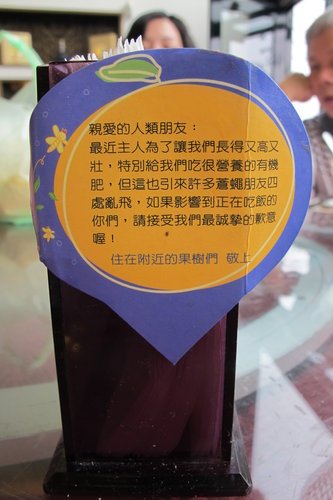 親愛的人類朋友：
最近主人為了讓我們長得又高又
壯，特別給我們吃很營養的有機
肥，但這也引來許多蒼蠅朋友四
處亂飛，如果影響到正在吃飯的
你們，請接受我們最誠摯的歉意
喔！
住在附近的果樹們 敬上